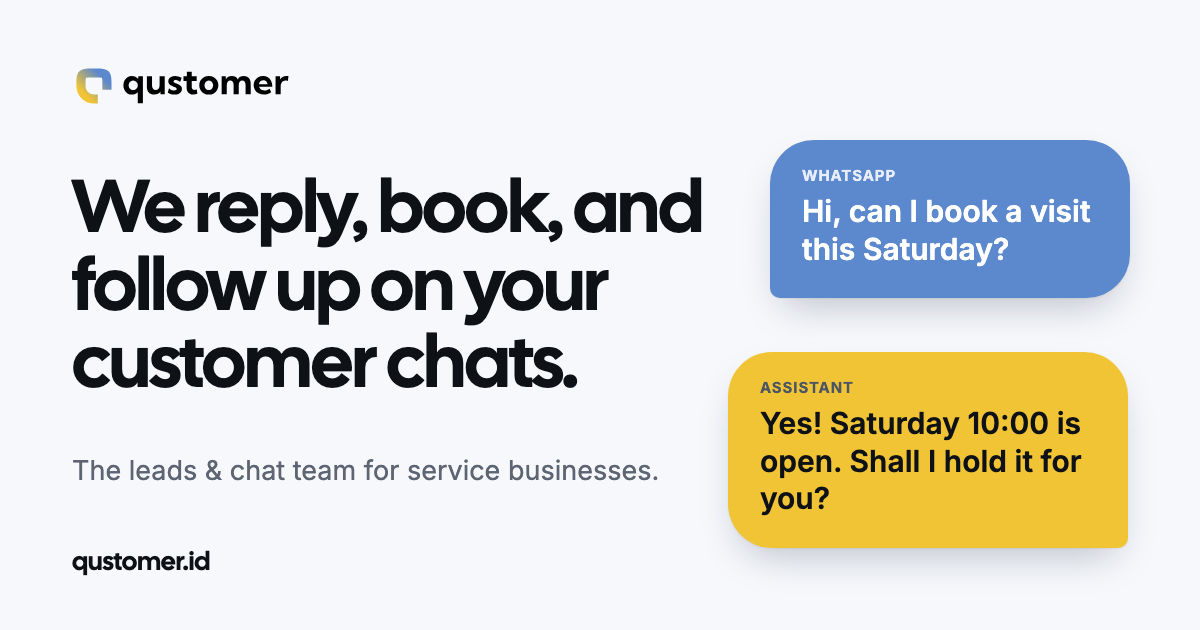 qustomer
We reply, book, and
follow up on your
customer chats.
The leads & chat team for service businesses.
qustomer.id
WHATSAPP
Hi, can I book a visit
this Saturday?
ASSISTANT
Yes! Saturday 10:00 is
open. Shall I hold it for
you?